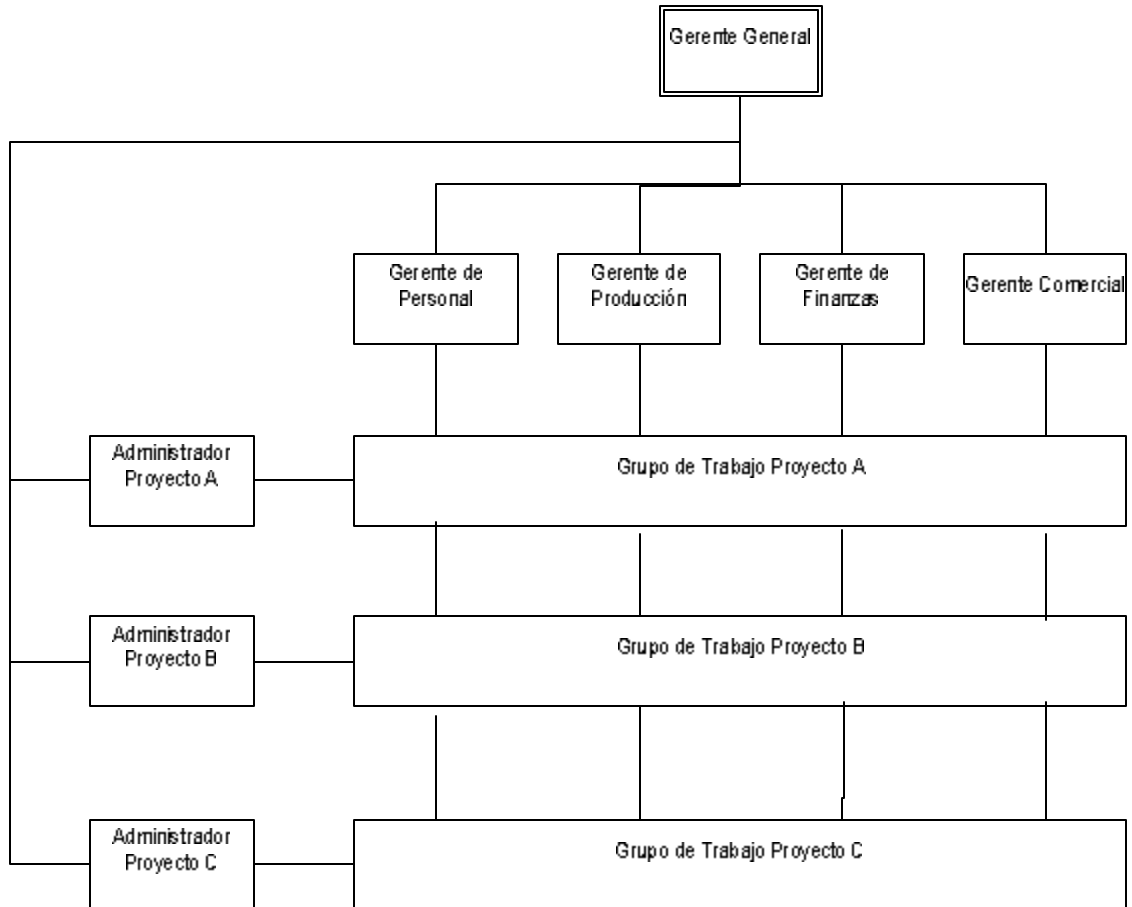 Gerente General
Gerente de
Personal
Gerente de
Producción
Gerente de
Finanzas
Gerente Comercial
Administrador
Proyecto A
Grupo de Trabajo Proyecto A
Administrador
Proyecto B
Grupo de Trabajo Proyecto B
Administrador
Proyecto C
Grupo de Trabajo Proyecto C